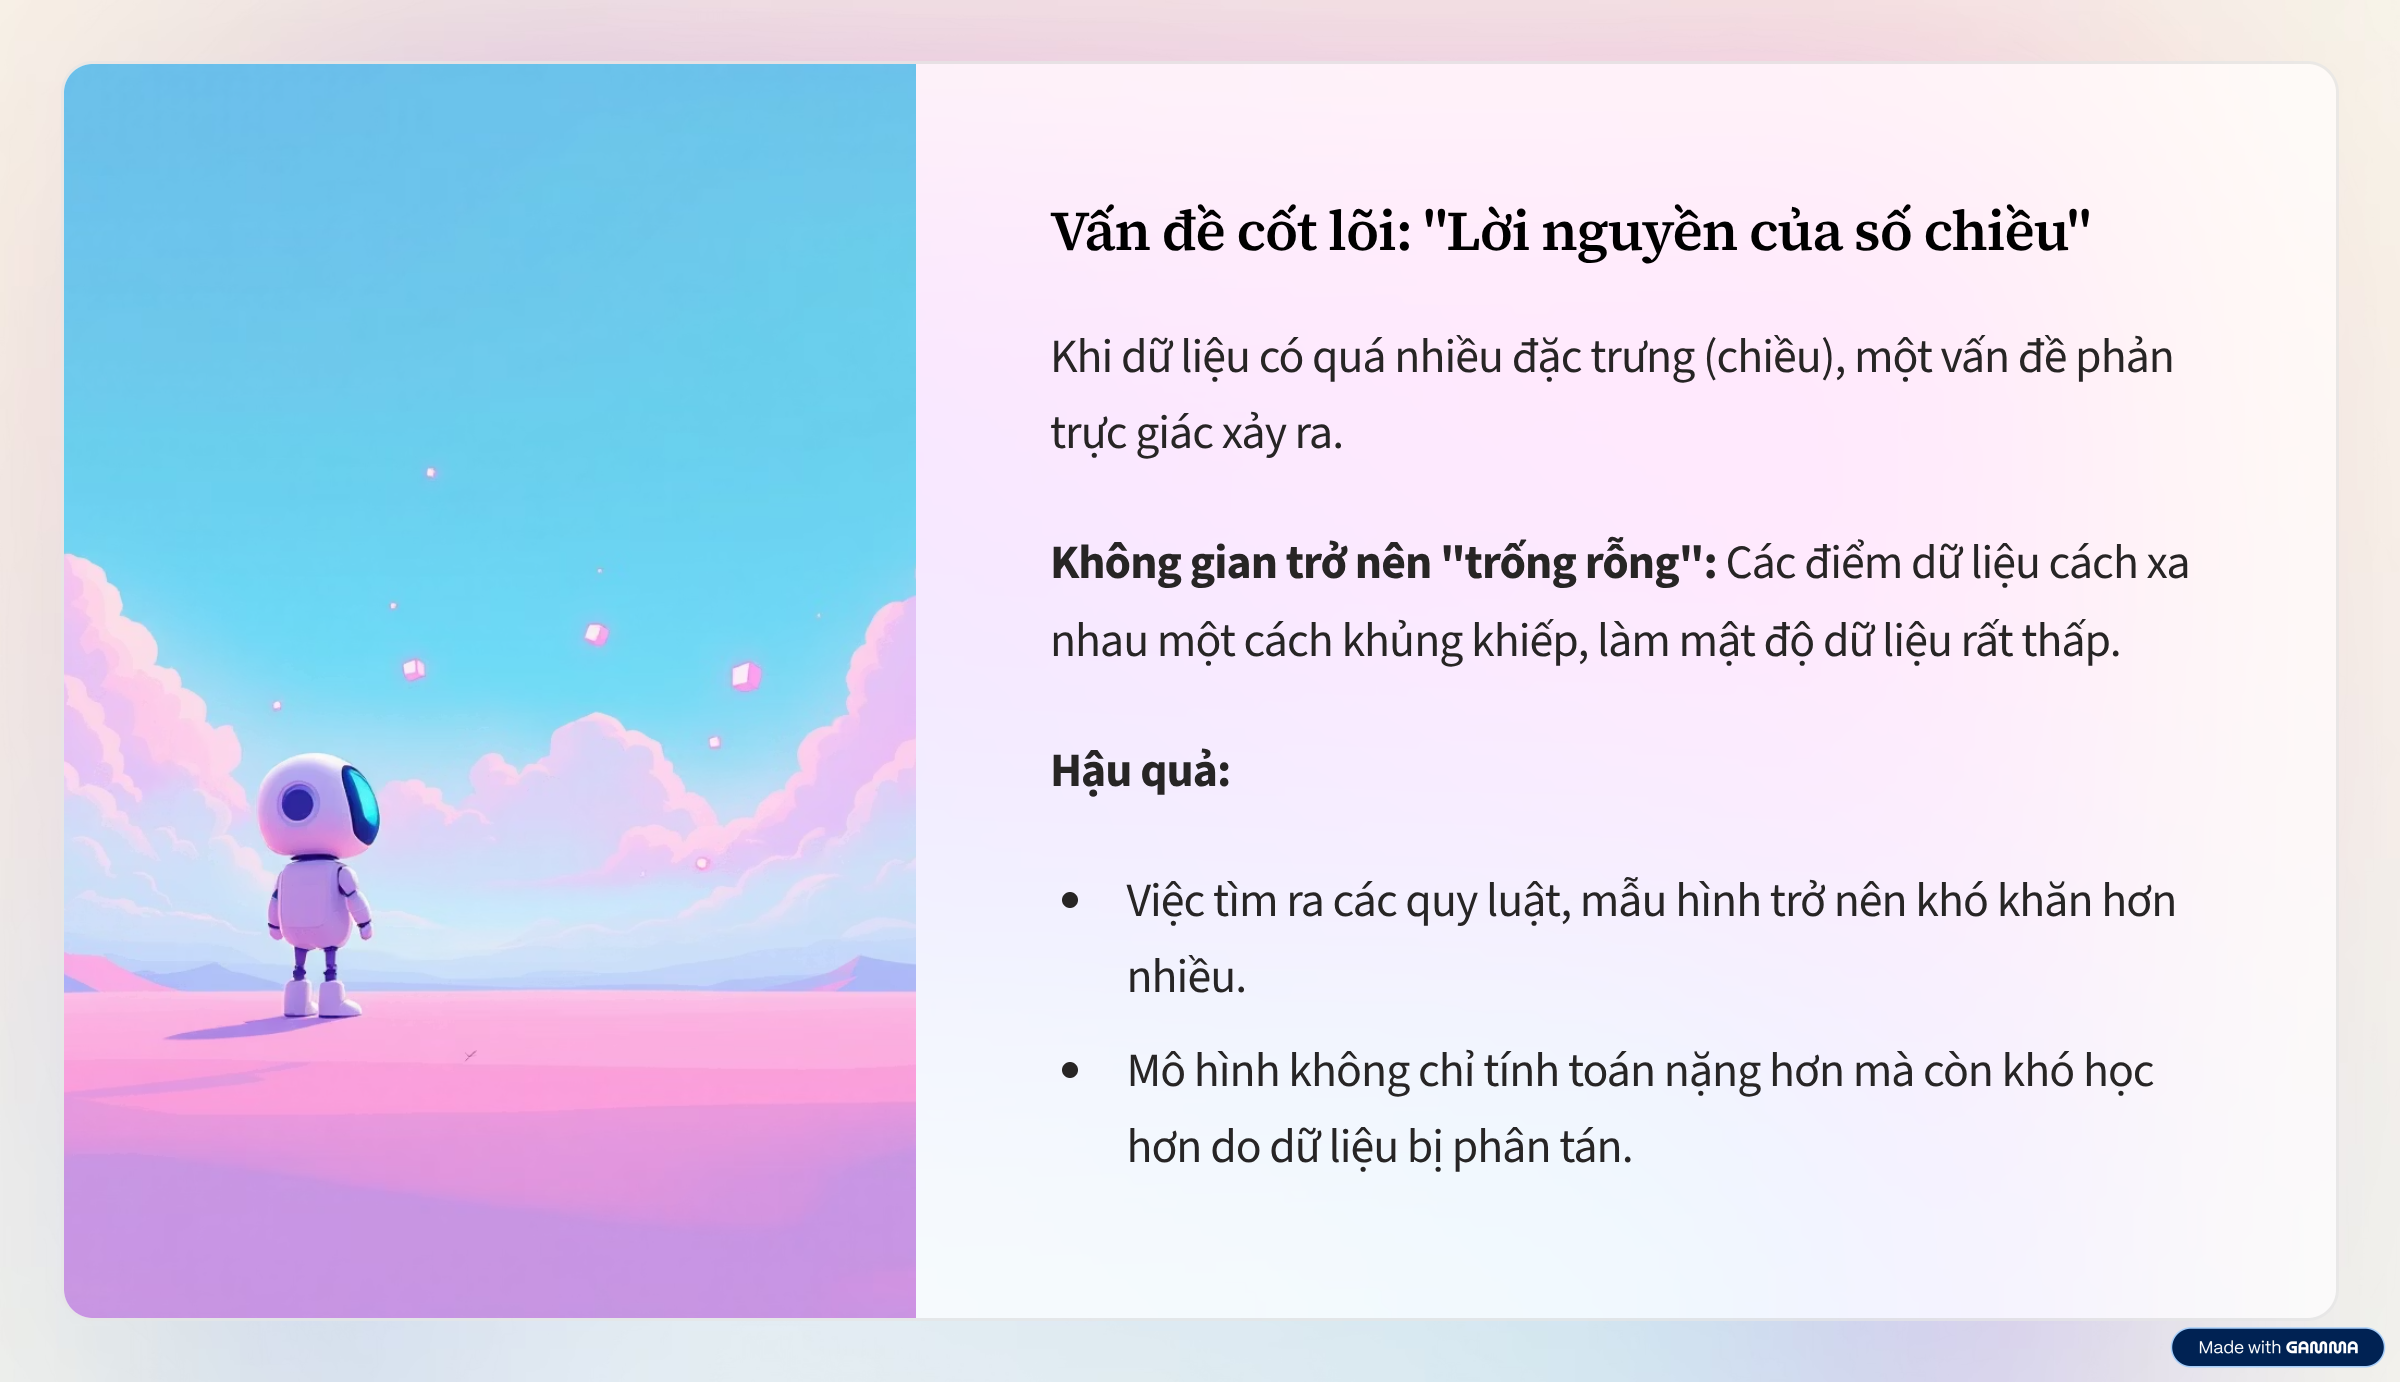 Vấn đề cốt lõi: "Lời nguyền của số chiều"
Khi dữ liệu có quá nhiều đặc trưng (chiều), một vấn đề phản
trực giác xảy ra.
Không gian trở nên "trống rỗng": Các điểm dữ liệu cách xa
nhau một cách khủng khiếp, làm mật độ dữ liệu rất thấp.
Hậu quả:
• Việc tìm ra các quy luật, mẫu hình trở nên khó khăn hơn
nhiều.
• Mô hình không chỉ tính toán nặng hơn mà còn khó học
hơn do dữ liệu bị phân tán.
Made with GAMMA